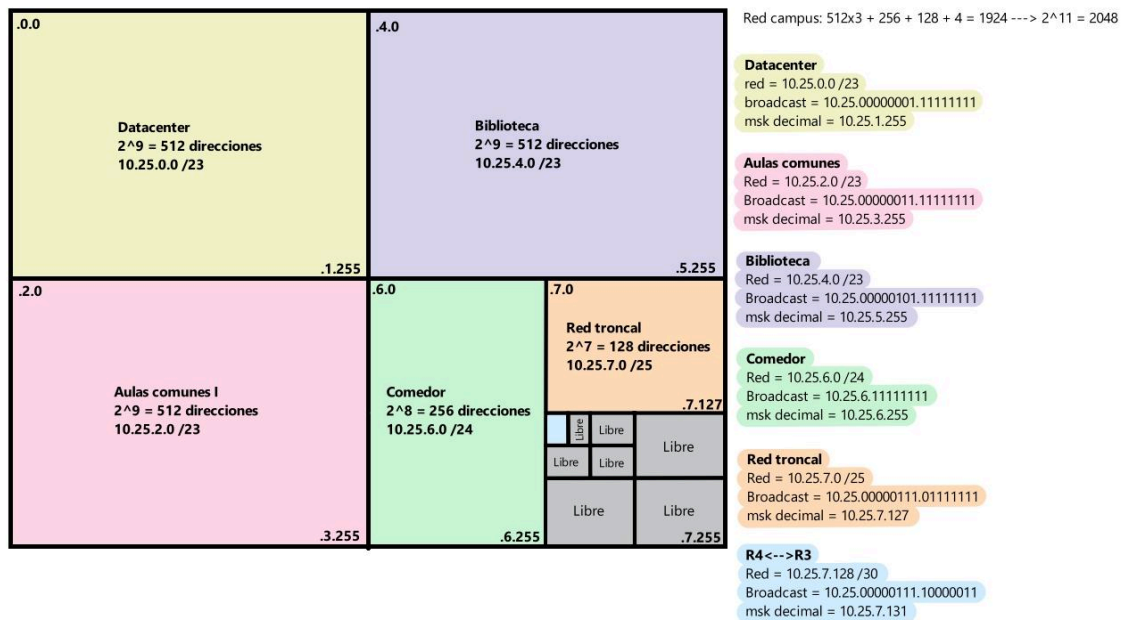 .0.0
Datacenter
2^9 = 512 direcciones
10.25.0.0 /23
.1.255
.4.0
Biblioteca
2^9 = 512 direcciones
10.25.4.0 /23
.5.255
.2.0
Aulas comunes I
2^9 = 512 direcciones
10.25.2.0 /23
.3.255
.6.0
Comedor
2^8 = 256 direcciones
10.25.6.0 /24
.6.255
.7.0
Red troncal
2^7 = 128 direcciones
10.25.7.0 /25
.7.127
Libre
Libre
Libre
Libre
Libre
Libre
Libre
.7.255
Red campus: 512x3 + 256 + 128 + 4 = 1924 ---> 2^11 = 2048
Datacenter
red = 10.25.0.0 /23
broadcast = 10.25.00000001.11111111
msk decimal = 10.25.1.255
Aulas comunes
Red = 10.25.2.0 /23
Broadcast = 10.25.00000011.11111111
msk decimal = 10.25.3.255
Biblioteca
Red = 10.25.4.0 /23
Broadcast = 10.25.00000101.11111111
msk decimal = 10.25.5.255
Comedor
Red = 10.25.6.0 /24
Broadcast = 10.25.6.11111111
msk decimal = 10.25.6.255
Red troncal
Red = 10.25.7.0 /25
Broadcast = 10.25.00000111.01111111
msk decimal = 10.25.7.127
R4<-->R3
Red = 10.25.7.128 /30
Broadcast = 10.25.00000111.10000011
msk decimal = 10.25.7.131